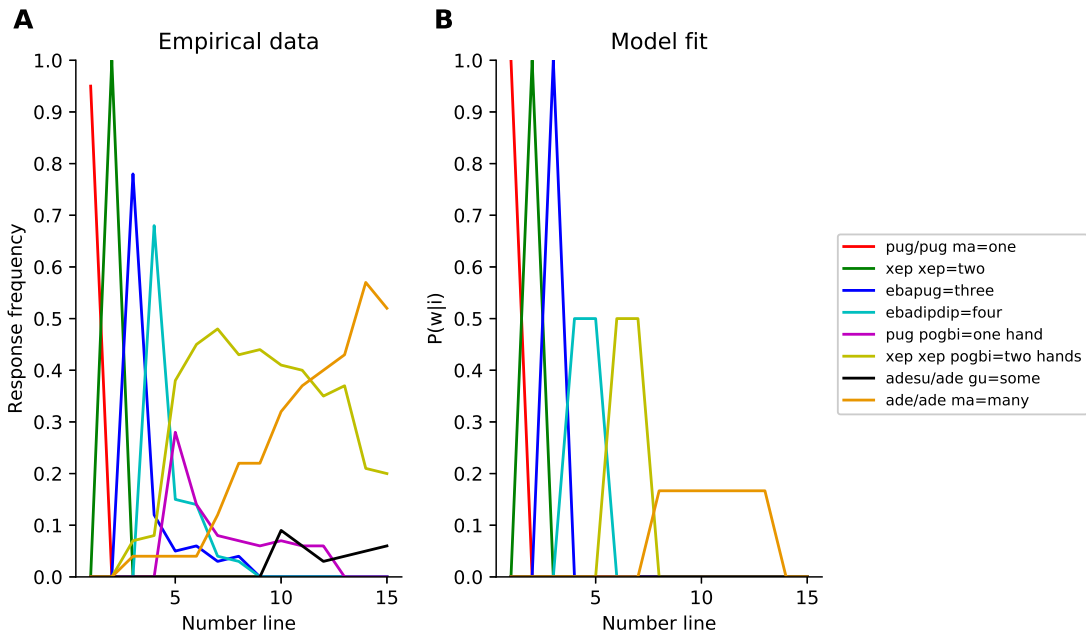 A
Empirical data
1.0
0.9
0.8
0.7
0.6
0.5
0.4
0.3
0.2
0.1
0.0
Response frequency
5
10
15
Number line
B
Model fit
1.0
0.9
0.8
0.7
0.6
0.5
0.4
0.3
0.2
0.1
0.0
P(w|i)
5
10
15
Number line
pug/pug ma=one
xep xep=two
ebapug=three
ebadipdip=four
pug pogbi=one hand
xep xep pogbi=two hands
adesu/ade gu=some
ade/ade ma=many